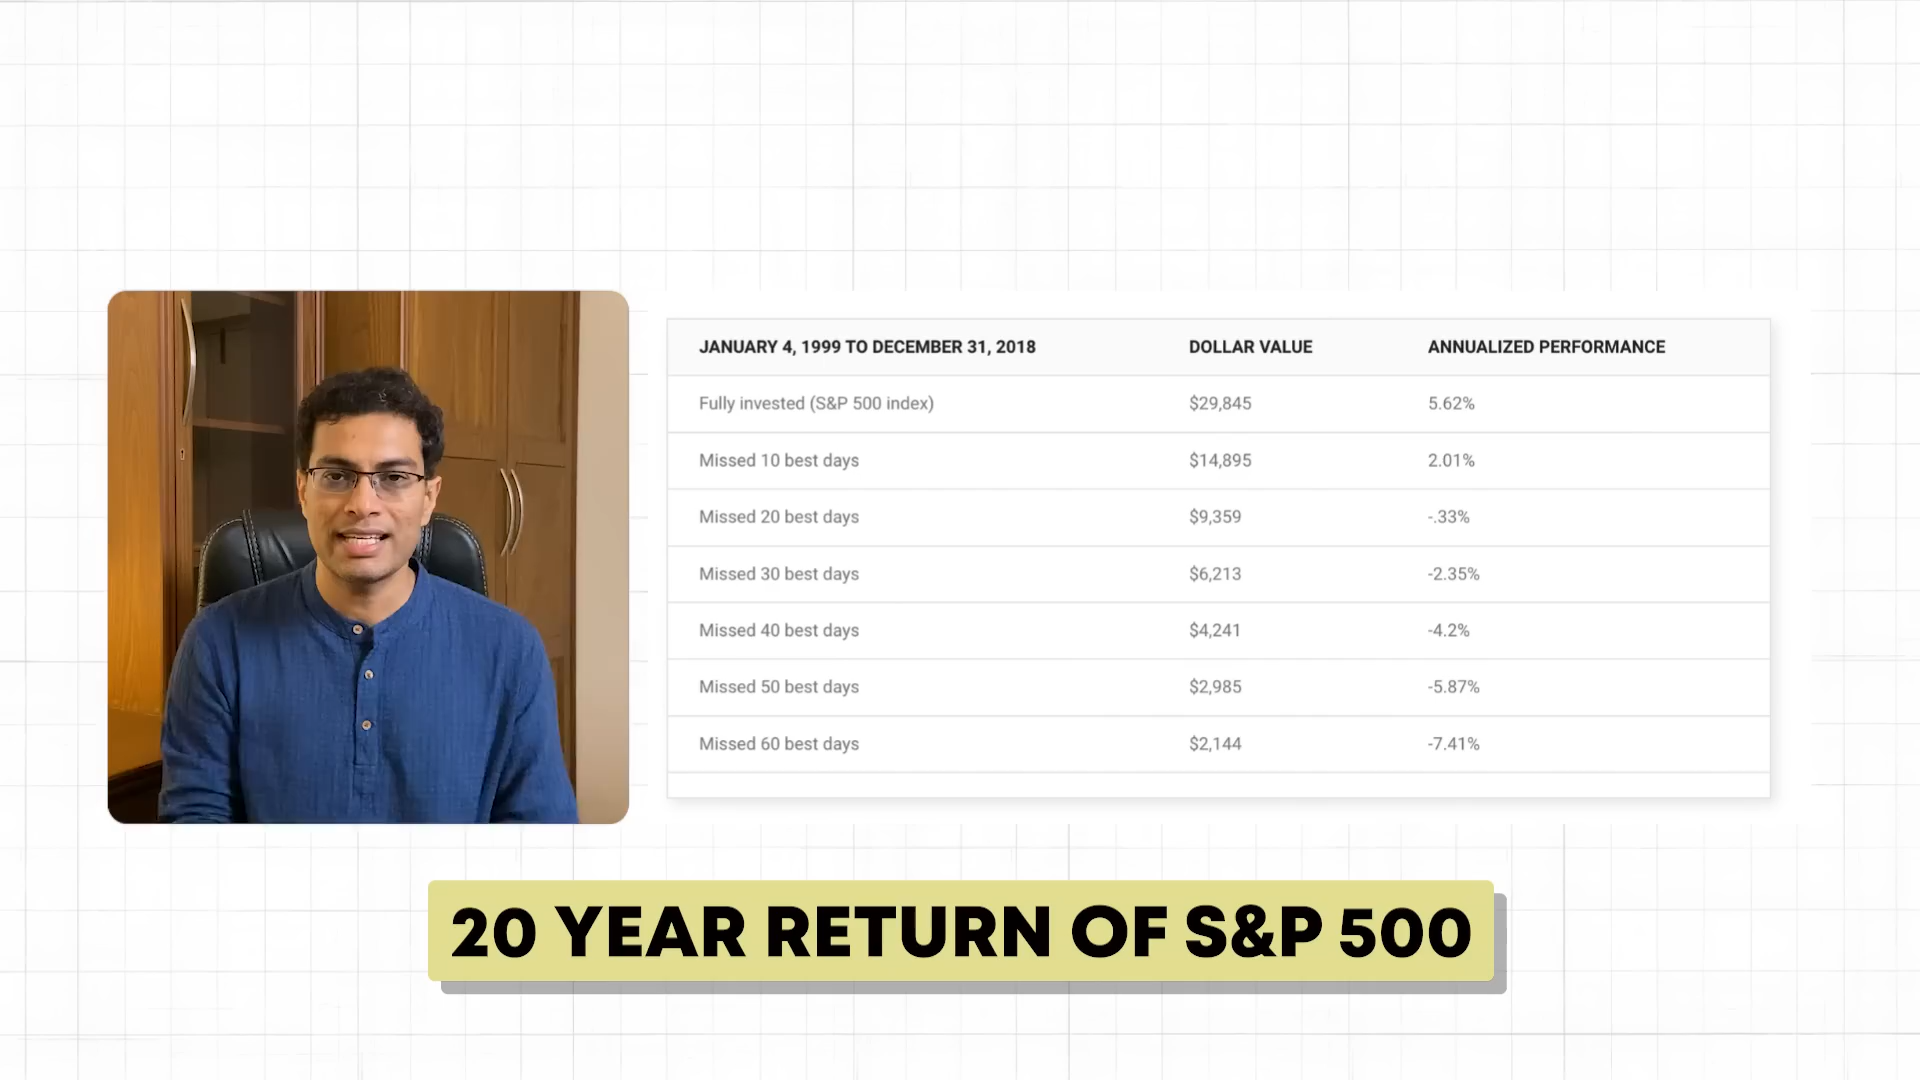 JANUARY 4, 1999 TO DECEMBER 31, 2018 DOLLAR VALUE ANNUALIZED PERFORMANCE
Fully invested (S&P 500 index) $29,845 5.62%
Missed 10 best days $14,895 2.01%
Missed 20 best days $9,359 -.33%
Missed 30 best days $6,213 -2.35%
Missed 40 best days $4,241 -4.2%
Missed 50 best days $2,985 -5.87%
Missed 60 best days $2,144 -7.41%
20 YEAR RETURN OF S&P 500